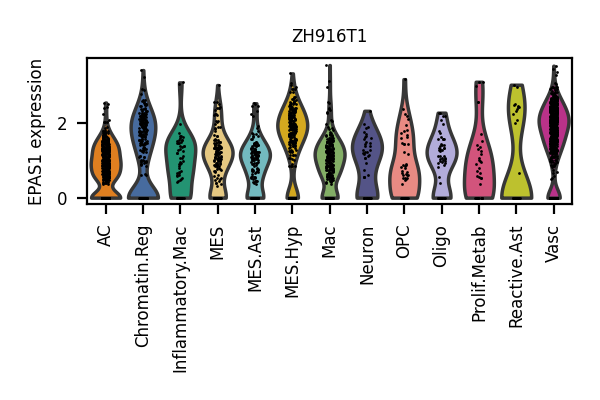 ZH916T1
EPAS1 expression
2
0
AC
Chromatin.Reg
Inflammatory.Mac
MES
MES.Ast
MES.Hyp
Mac
Neuron
OPC
Oligo
Prolif.Metab
Reactive.Ast
Vasc